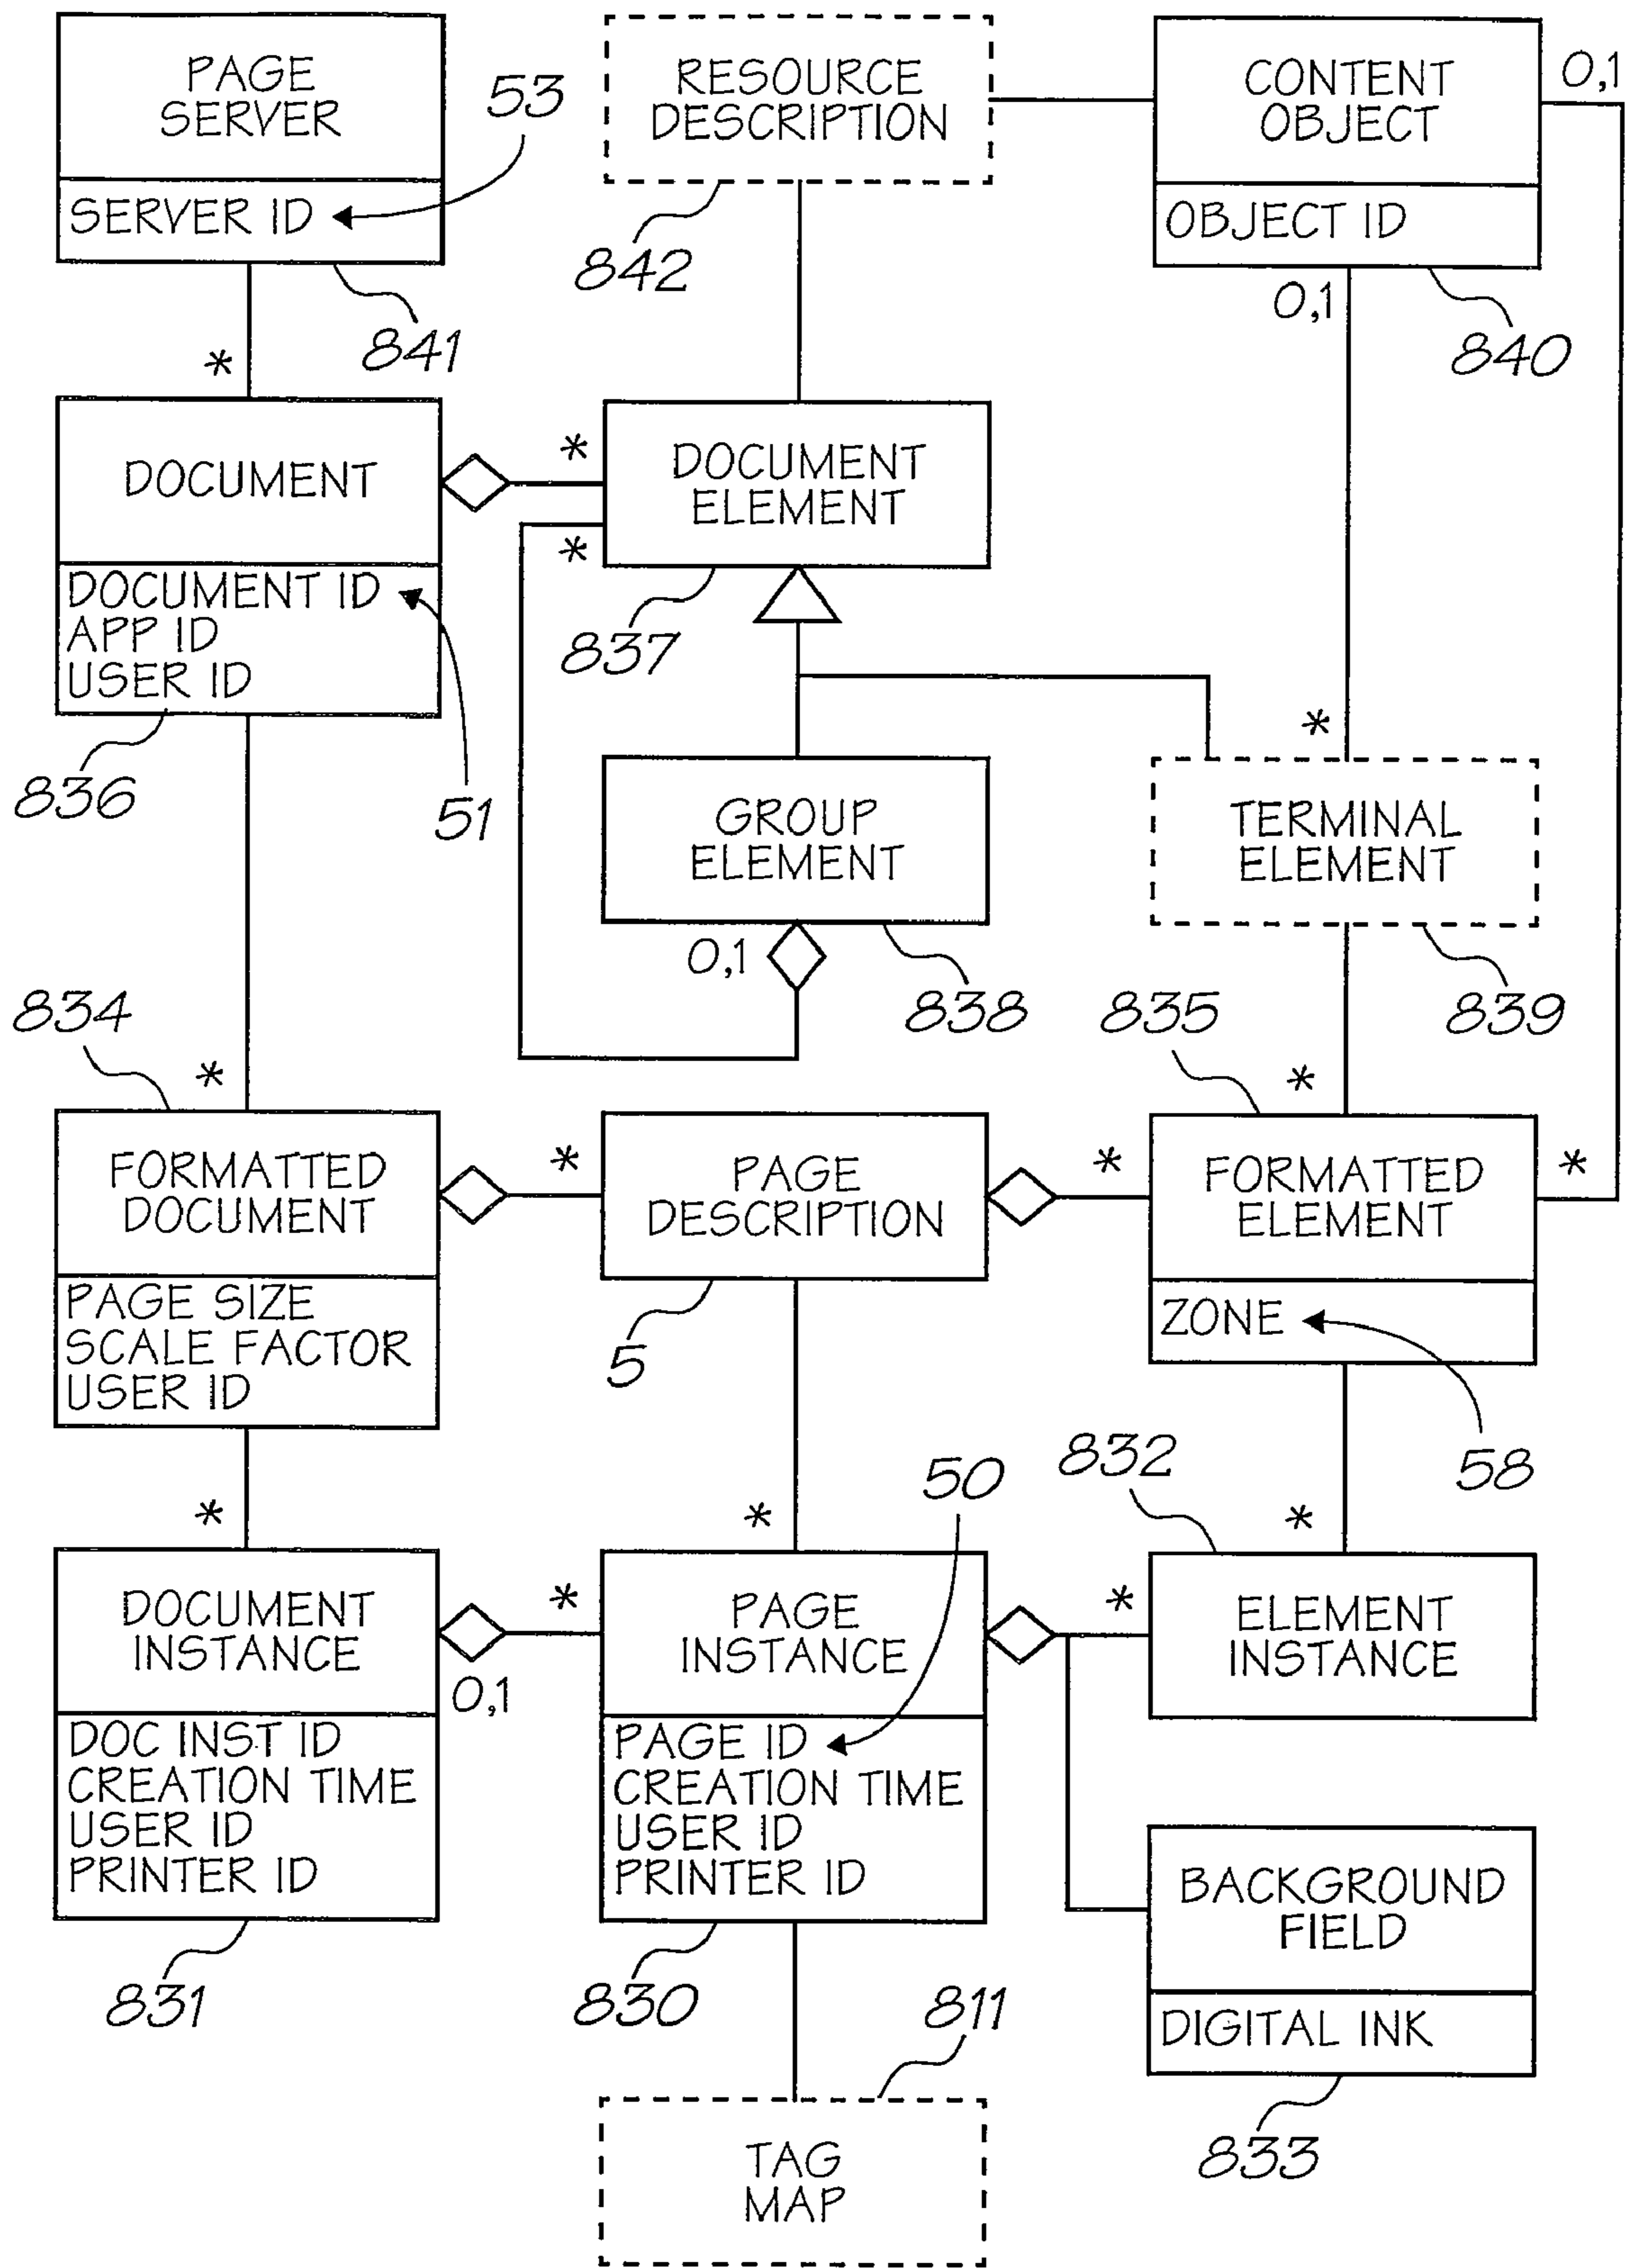 PAGE
SERVER
SERVER ID
53
841
RESOURCE
DESCRIPTION
842
CONTENT
OBJECT
OBJECT ID
0,1
0,1
840
*
DOCUMENT
DOCUMENT ID
APP ID
USER ID
836
51
*
*
DOCUMENT
ELEMENT
837
GROUP
ELEMENT
0,1
838
*
TERMINAL
ELEMENT
839
834
*
FORMATTED
DOCUMENT
PAGE SIZE
SCALE FACTOR
USER ID
*
PAGE
DESCRIPTION
5
835
*
*
*
FORMATTED
ELEMENT
ZONE
58
*
DOCUMENT
INSTANCE
DOC INST ID
CREATION TIME
USER ID
PRINTER ID
831
0,1
*
*
50
PAGE
INSTANCE
PAGE ID
CREATION TIME
USER ID
PRINTER ID
830
832
*
*
ELEMENT
INSTANCE
BACKGROUND
FIELD
DIGITAL INK
833
811
TAG
MAP